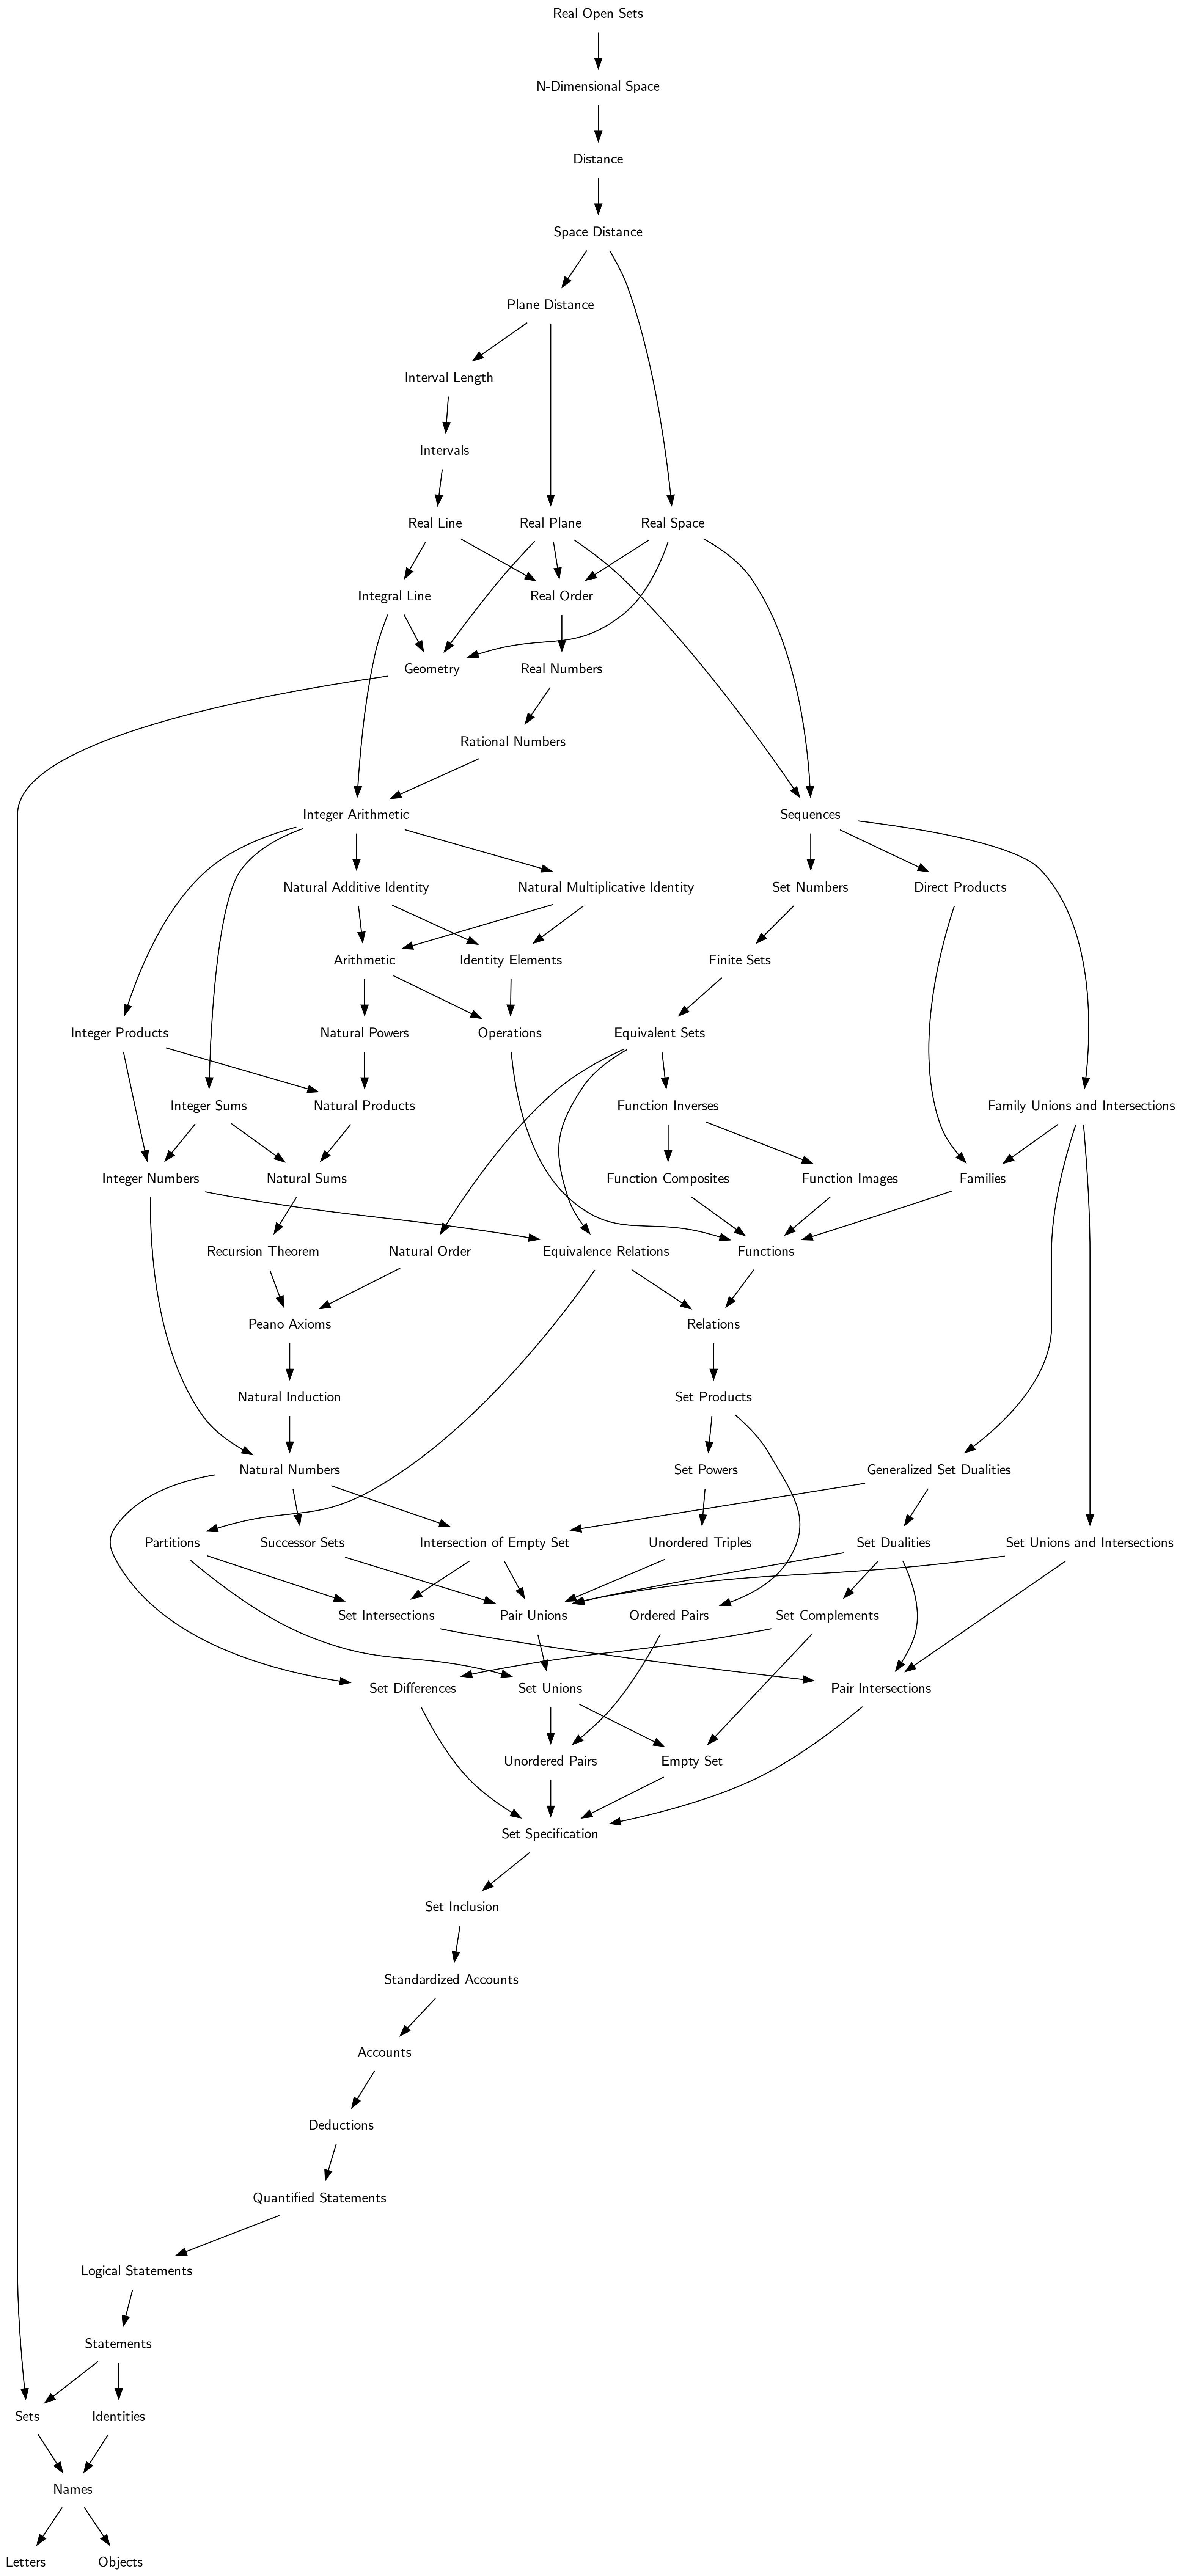 Real Open Sets
N-Dimensional Space
Distance
Space Distance
Plane Distance
Interval Length
Intervals
Real Line
Real Plane
Real Space
Integral Line
Real Order
Geometry
Real Numbers
Rational Numbers
Integer Arithmetic
Sequences
Natural Additive Identity
Natural Multiplicative Identity
Set Numbers
Direct Products
Arithmetic
Identity Elements
Finite Sets
Integer Products
Natural Powers
Operations
Equivalent Sets
Integer Sums
Natural Products
Function Inverses
Family Unions and Intersections
Integer Numbers
Natural Sums
Function Composites
Function Images
Families
Recursion Theorem
Natural Order
Equivalence Relations
Functions
Peano Axioms
Relations
Natural Induction
Set Products
Natural Numbers
Set Powers
Generalized Set Dualities
Partitions
Successor Sets
Intersection of Empty Set
Unordered Triples
Set Dualities
Set Unions and Intersections
Set Intersections
Pair Unions
Ordered Pairs
Set Complements
Set Differences
Set Unions
Pair Intersections
Unordered Pairs
Empty Set
Set Specification
Set Inclusion
Standardized Accounts
Accounts
Deductions
Quantified Statements
Logical Statements
Statements
Sets
Identities
Names
Letters
Objects